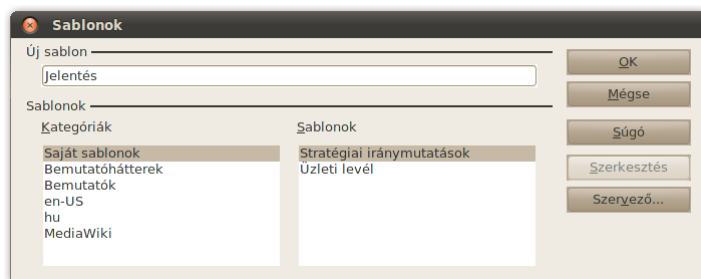 Sablonok
Új sablon
Jelentés
Sablonok
Kategóriák
Saját sablonok
Bemutatóhátterek
Bemutatók
en-US
hu
MediaWiki
Sablonok
Stratégiai iránymutatások
Üzleti levél
OK
Mégse
Súgó
Szerkesztés
Szervező...